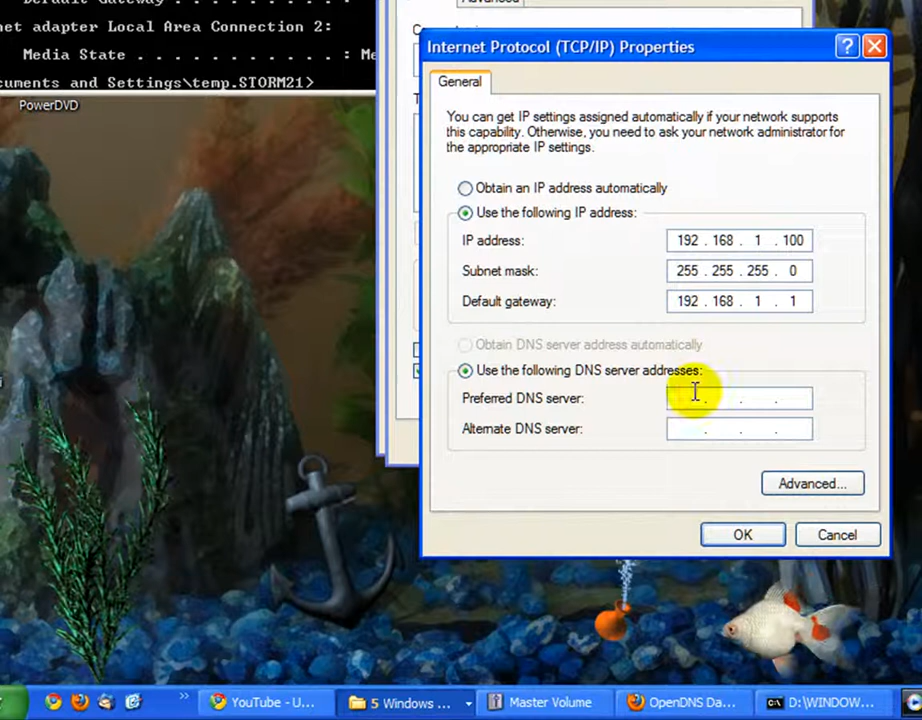 Default Gateway . . . . . . . . . :
net adapter Local Area Connection 2:
Media State . . . . . . . . . . . : Me
cuments and Settings\temp.STORM21>
PowerDVD
Advanced
Internet Protocol (TCP/IP) Properties
General
You can get IP settings assigned automatically if your network supports
this capability. Otherwise, you need to ask your network administrator for
the appropriate IP settings.
Obtain an IP address automatically
Use the following IP address:
IP address: 192 . 168 . 1 . 100
Subnet mask: 255 . 255 . 255 . 0
Default gateway: 192 . 168 . 1 . 1
Obtain DNS server address automatically
Use the following DNS server addresses:
Preferred DNS server: . . .
Alternate DNS server: . . .
Advanced...
OK Cancel
YouTube - U... 5 Windows ... Master Volume OpenDNS Da... D:\WINDOW...